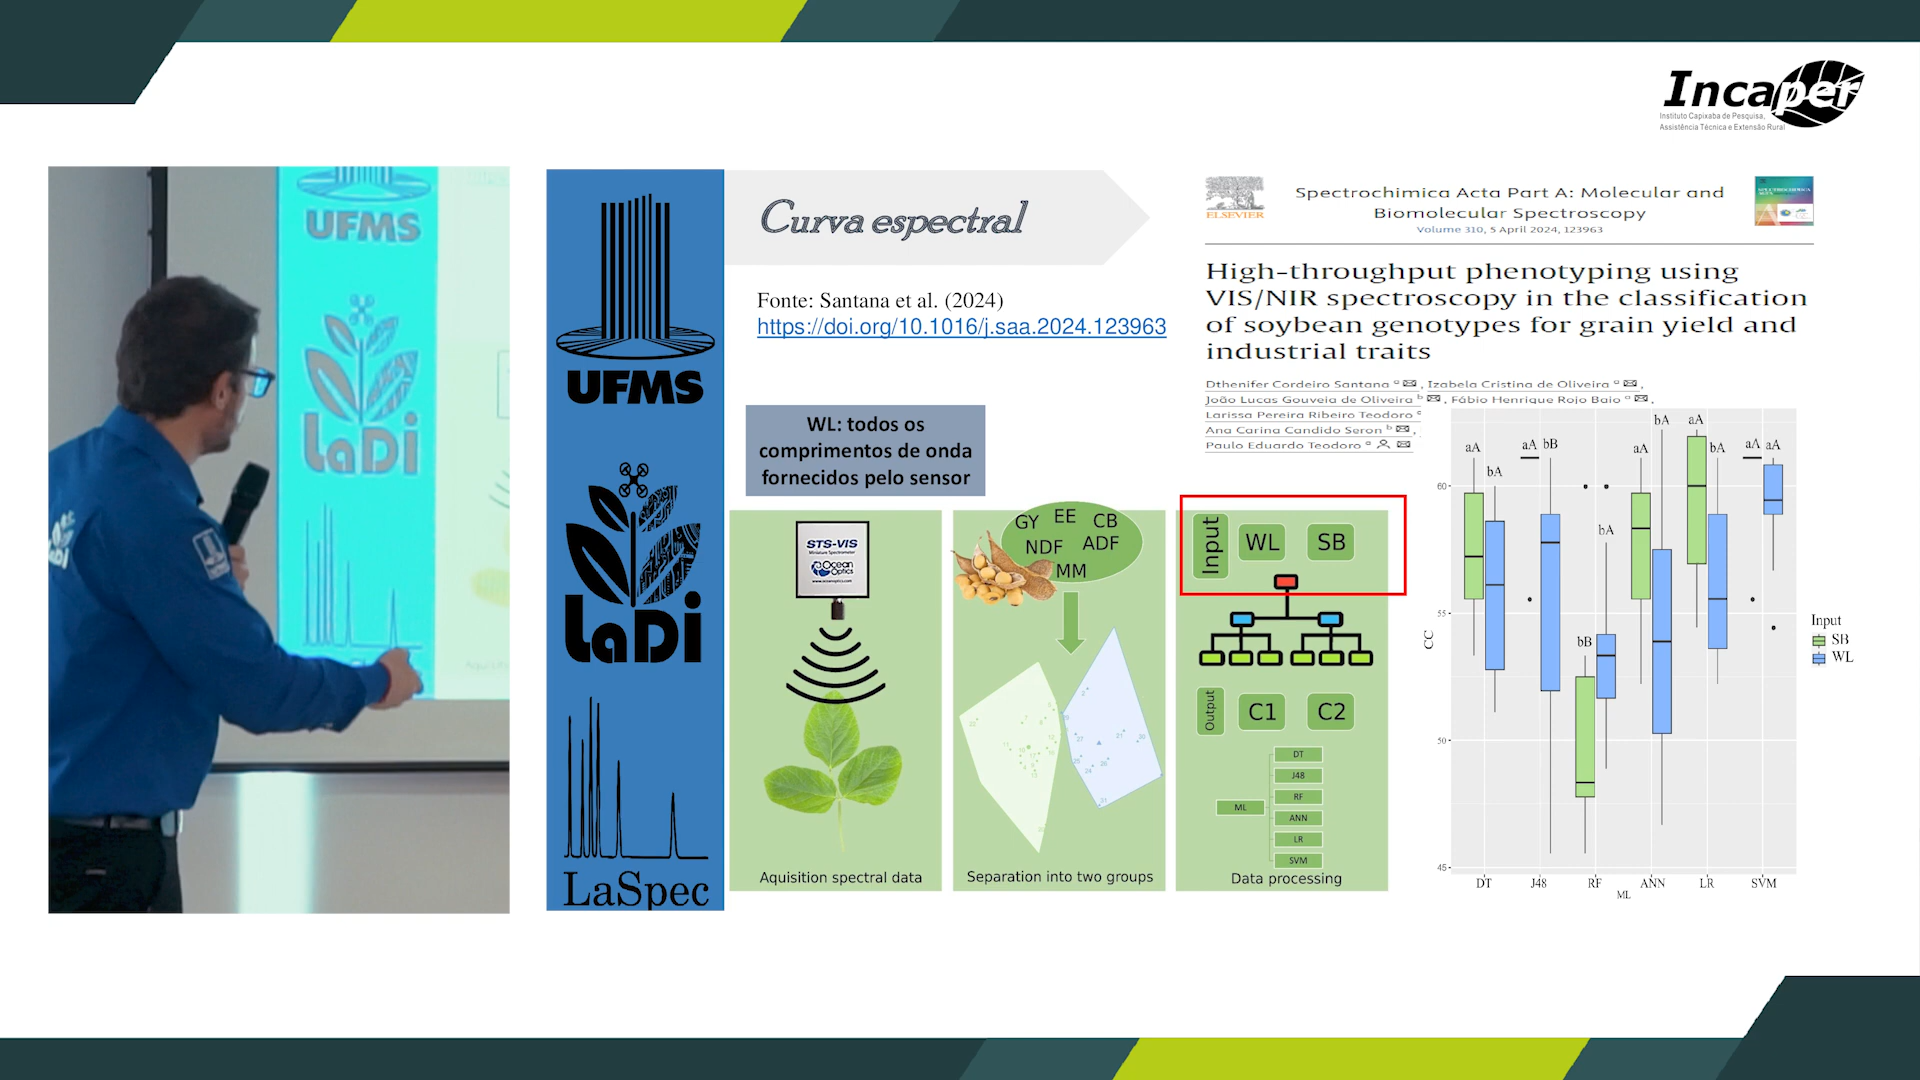 Incaper
Instituto Capixaba de Pesquisa,
Assistência Técnica e Extensão Rural
UFMS
LaDi
UFMS
LaDi
LaSpec
Curva espectral
Fonte: Santana et al. (2024)
https://doi.org/10.1016/j.saa.2024.123963
WL: todos os
comprimentos de onda
fornecidos pelo sensor
ELSEVIER
Spectrochimica Acta Part A: Molecular and
Biomolecular Spectroscopy
Volume 310, 5 April 2024, 123963
High-throughput phenotyping using
VIS/NIR spectroscopy in the classification
of soybean genotypes for grain yield and
industrial traits
Dthenifer Cordeiro Santana a, Izabela Cristina de Oliveira a,
João Lucas Gouveia de Oliveira b, Fábio Henrique Rojo Baio a,
Larissa Pereira Ribeiro Teodoro
Ana Carina Candido Seron b,
Paulo Eduardo Teodoro a
STS-VIS
Miniature Spectrometer
Ocean
Optics
Aquisition spectral data
GY EE CB
NDF ADF
MM
Separation into two groups
Input WL SB
Output C1 C2
ML
DT
J48
RF
ANN
LR
SVM
Data processing
aA bA aA bB bB bA aA bA aA bA aA aA
60
55
50
45
CC
DT J48 RF ANN LR SVM
ML
Input
SB
WL